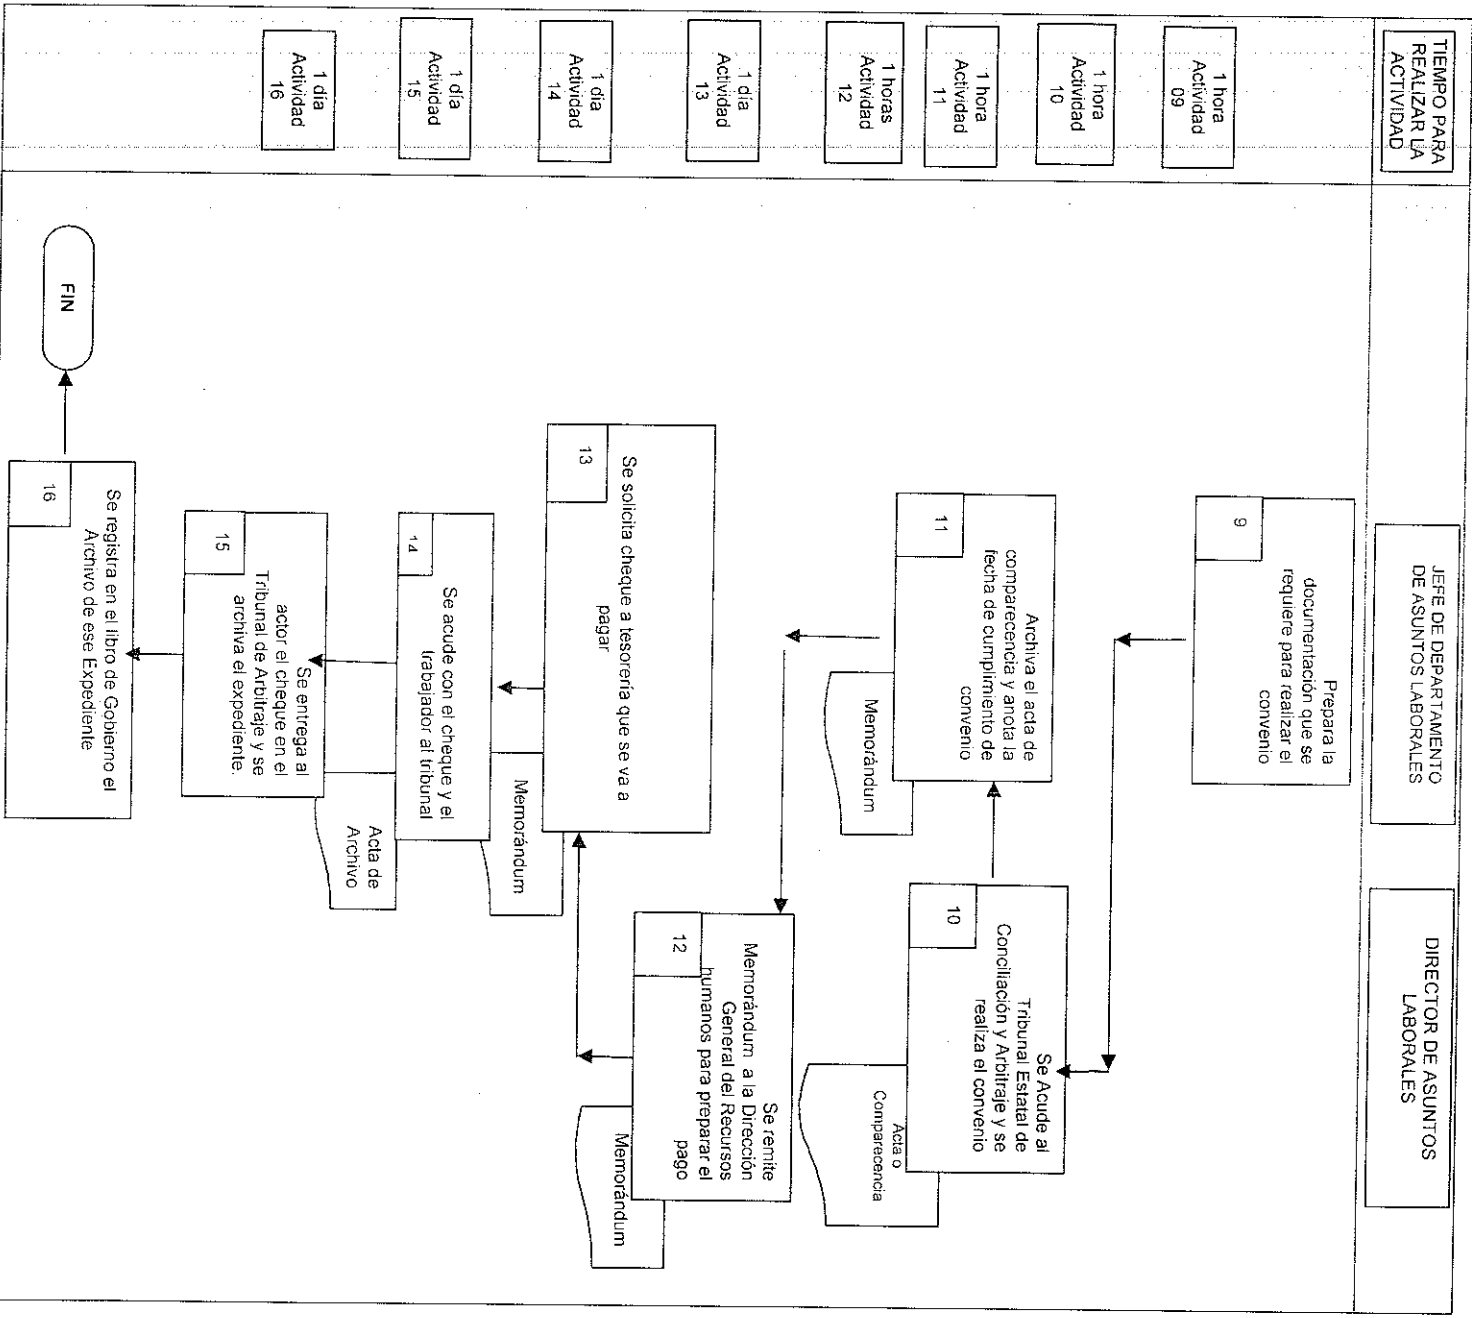 TIEMPO PARA
REALIZAR LA
ACTIVIDAD
JEFE DE DEPARTAMENTO
DE ASUNTOS LABORALES
DIRECTOR DE ASUNTOS
LABORALES
1 hora
Actividad
09
Prepara la
documentación que se
requiere para realizar el
convenio
9
1 hora
Actividad
10
Se Acude al
Tribunal Estatal de
Conciliación y Arbitraje y se
realiza el convenio
10
Acta o
Comparecencia
1 hora
Actividad
11
Archiva el acta de
comparecencia y anota la
fecha de cumplimiento de
convenio
11
Memorándum
1 horas
Actividad
12
Se remite
Memorándum a la Dirección
General del Recursos
humanos para preparar el
pago
12
Memorándum
1 día
Actividad
13
Se solicita cheque a tesorería que se va a
pagar
13
Memorándum
1 día
Actividad
14
Se acude con el cheque y el
trabajador al tribunal
14
Acta de
Archivo
1 día
Actividad
15
Se entrega al
actor el cheque en el
Tribunal de Arbitraje y se
archiva el expediente.
15
1 día
Actividad
16
Se registra en el libro de Gobierno el
Archivo de ese Expediente
16
FIN